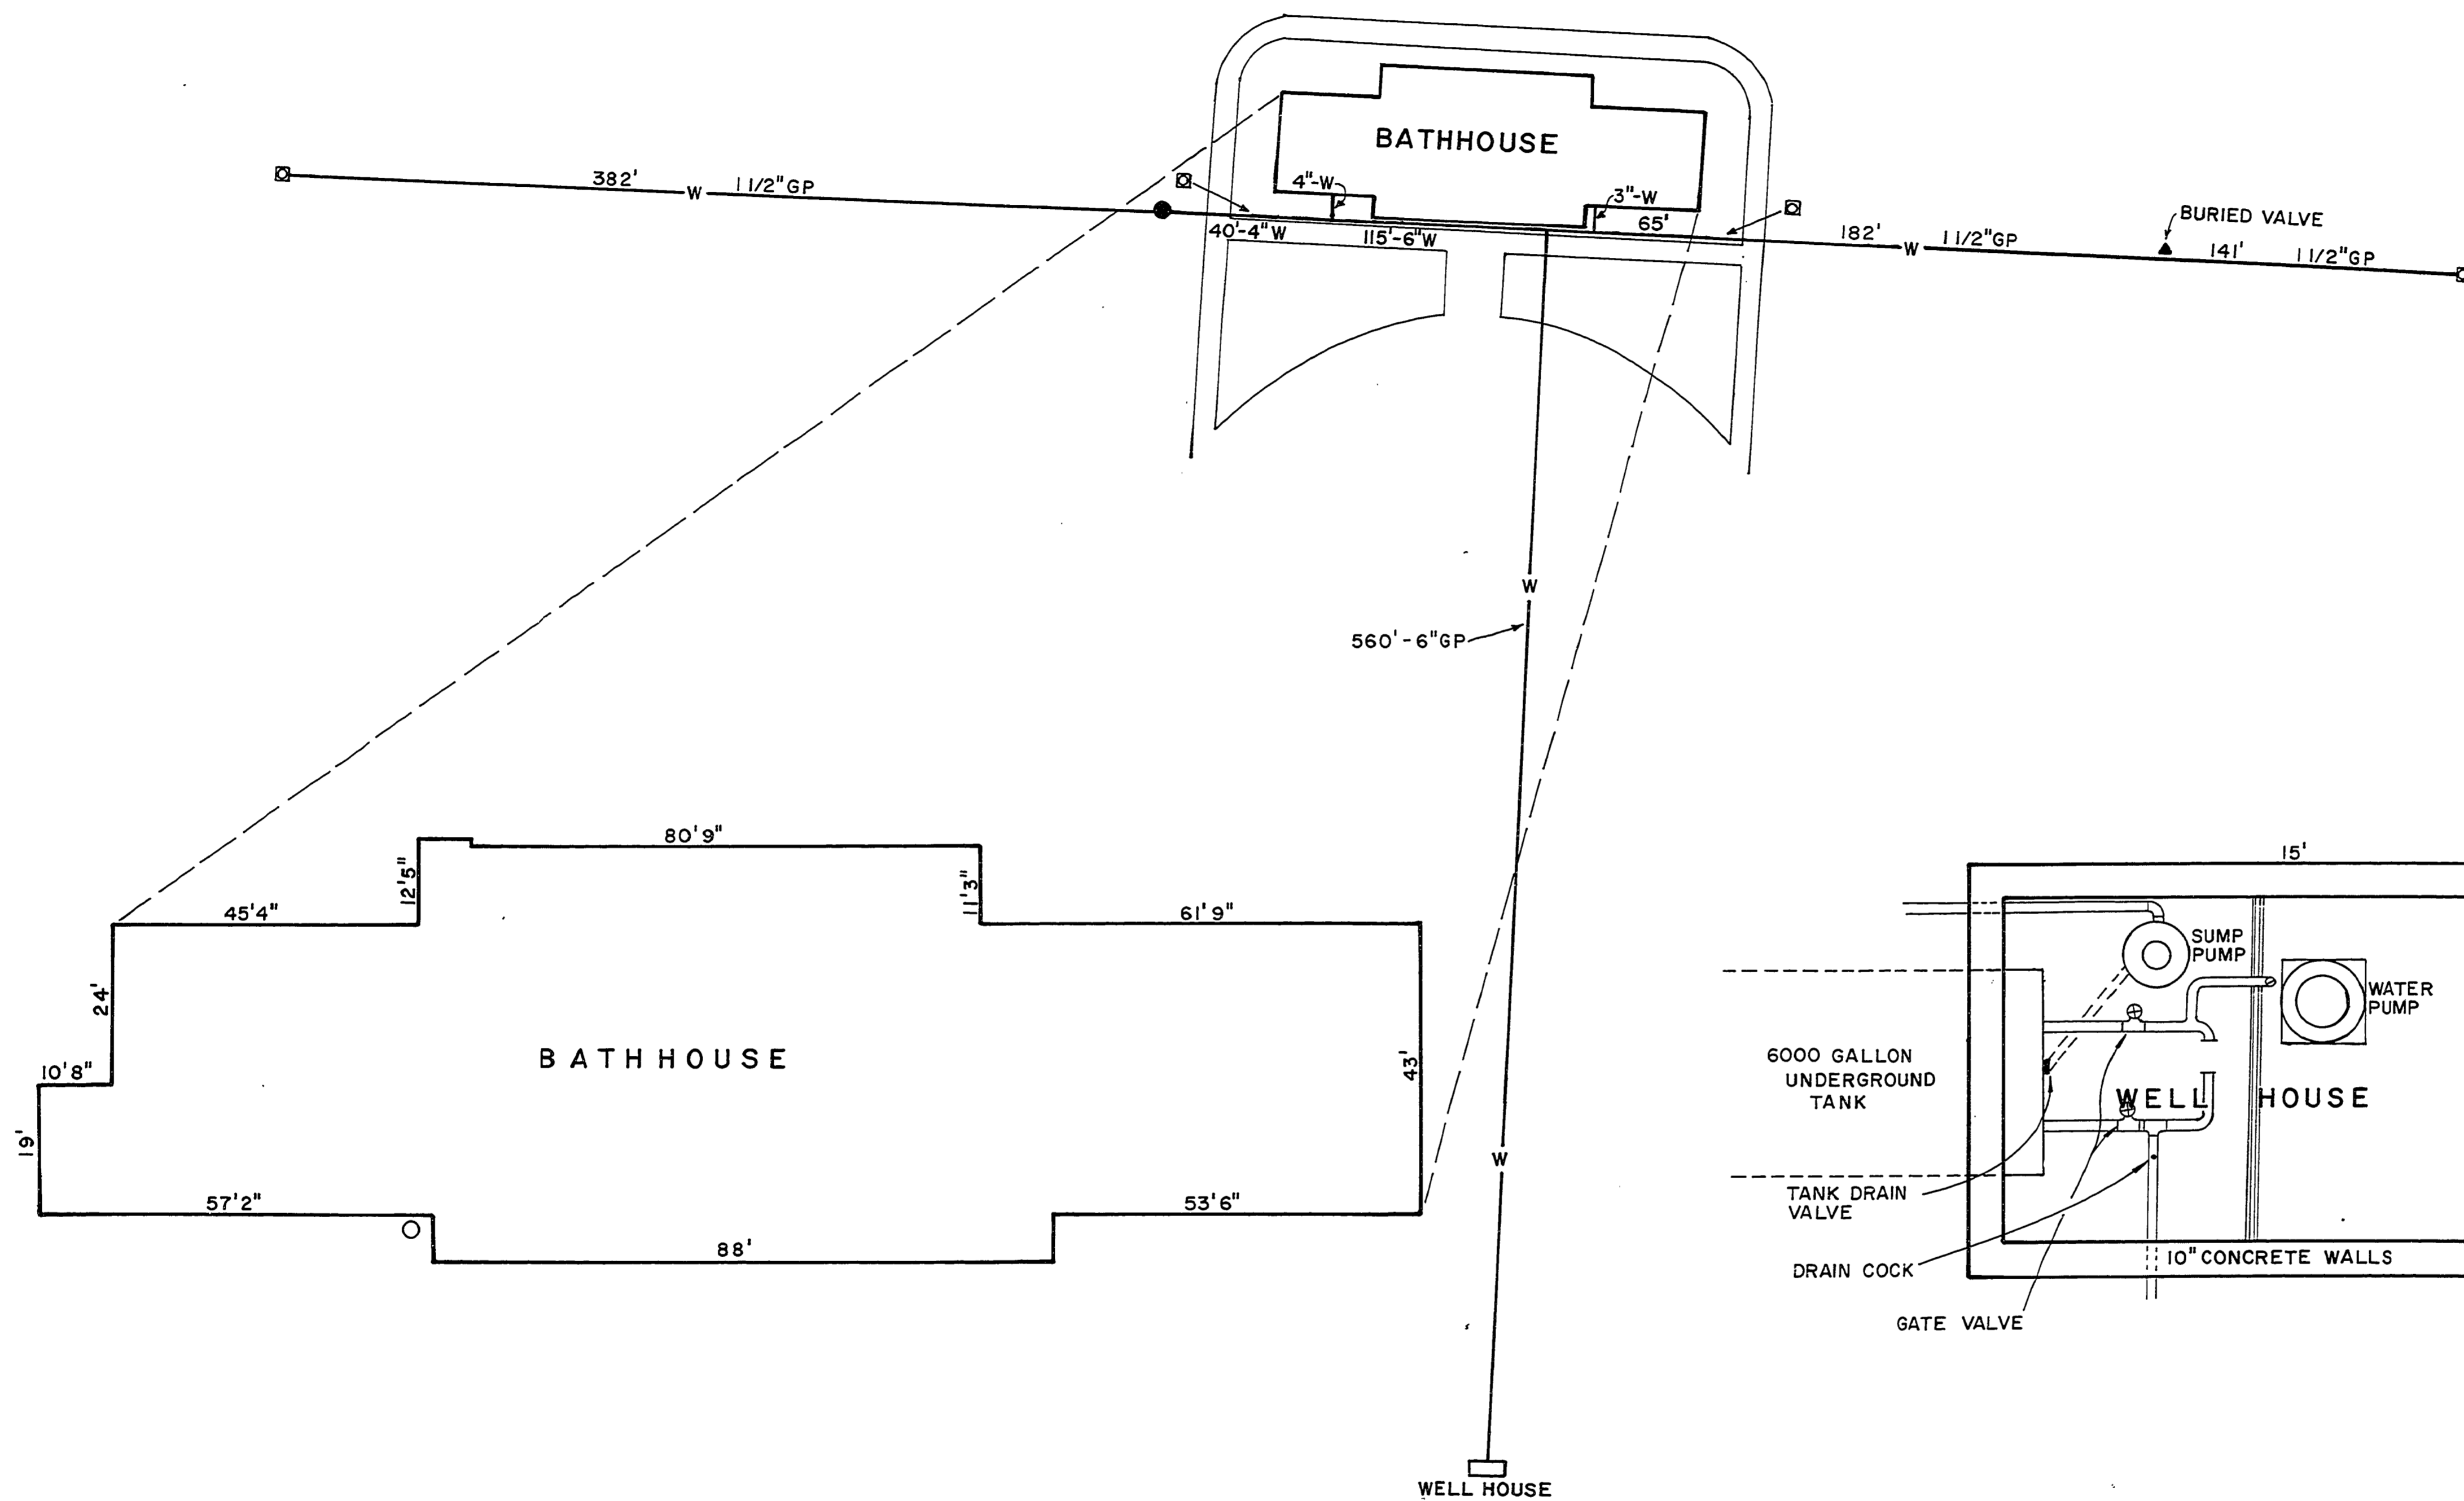 BATHHOUSE
382'
W
1 1/2"GP
4"-W
3"-W
65'
40'-4"W
115'-6"W
182'
W
1 1/2"GP
BURIED VALVE
141'
1 1/2"GP
W
560'-6"GP
W
WELL HOUSE
80'9"
12'5"
11'3"
45'4"
61'9"
24'
BATHHOUSE
43'
10'8"
19'
57'2"
53'6"
88'
15'
SUMP
PUMP
WATER
PUMP
6000 GALLON
UNDERGROUND
TANK
WELL HOUSE
TANK DRAIN
VALVE
DRAIN COCK
GATE VALVE
10" CONCRETE WALLS